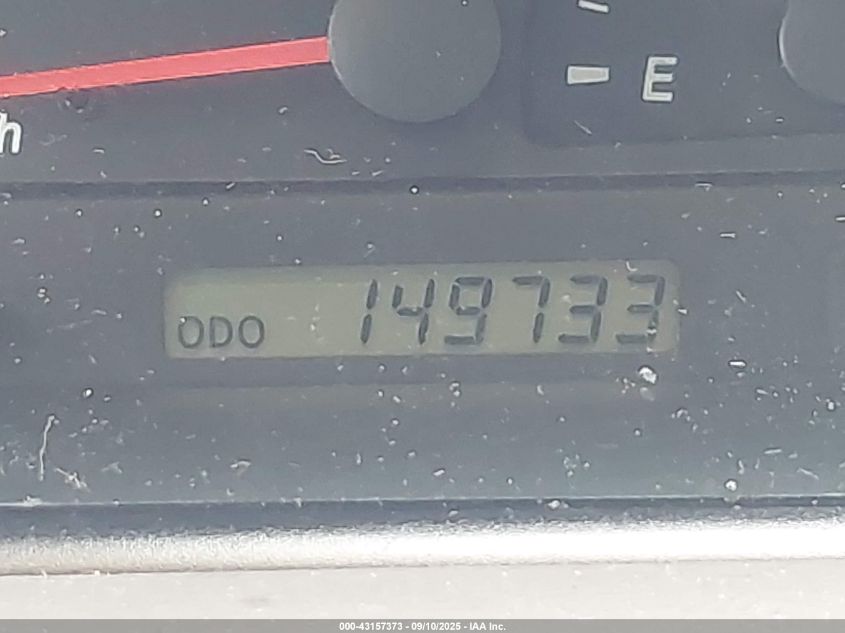 E
h
ODO 149733
000-43157373 - 09/10/2025 - IAA Inc.